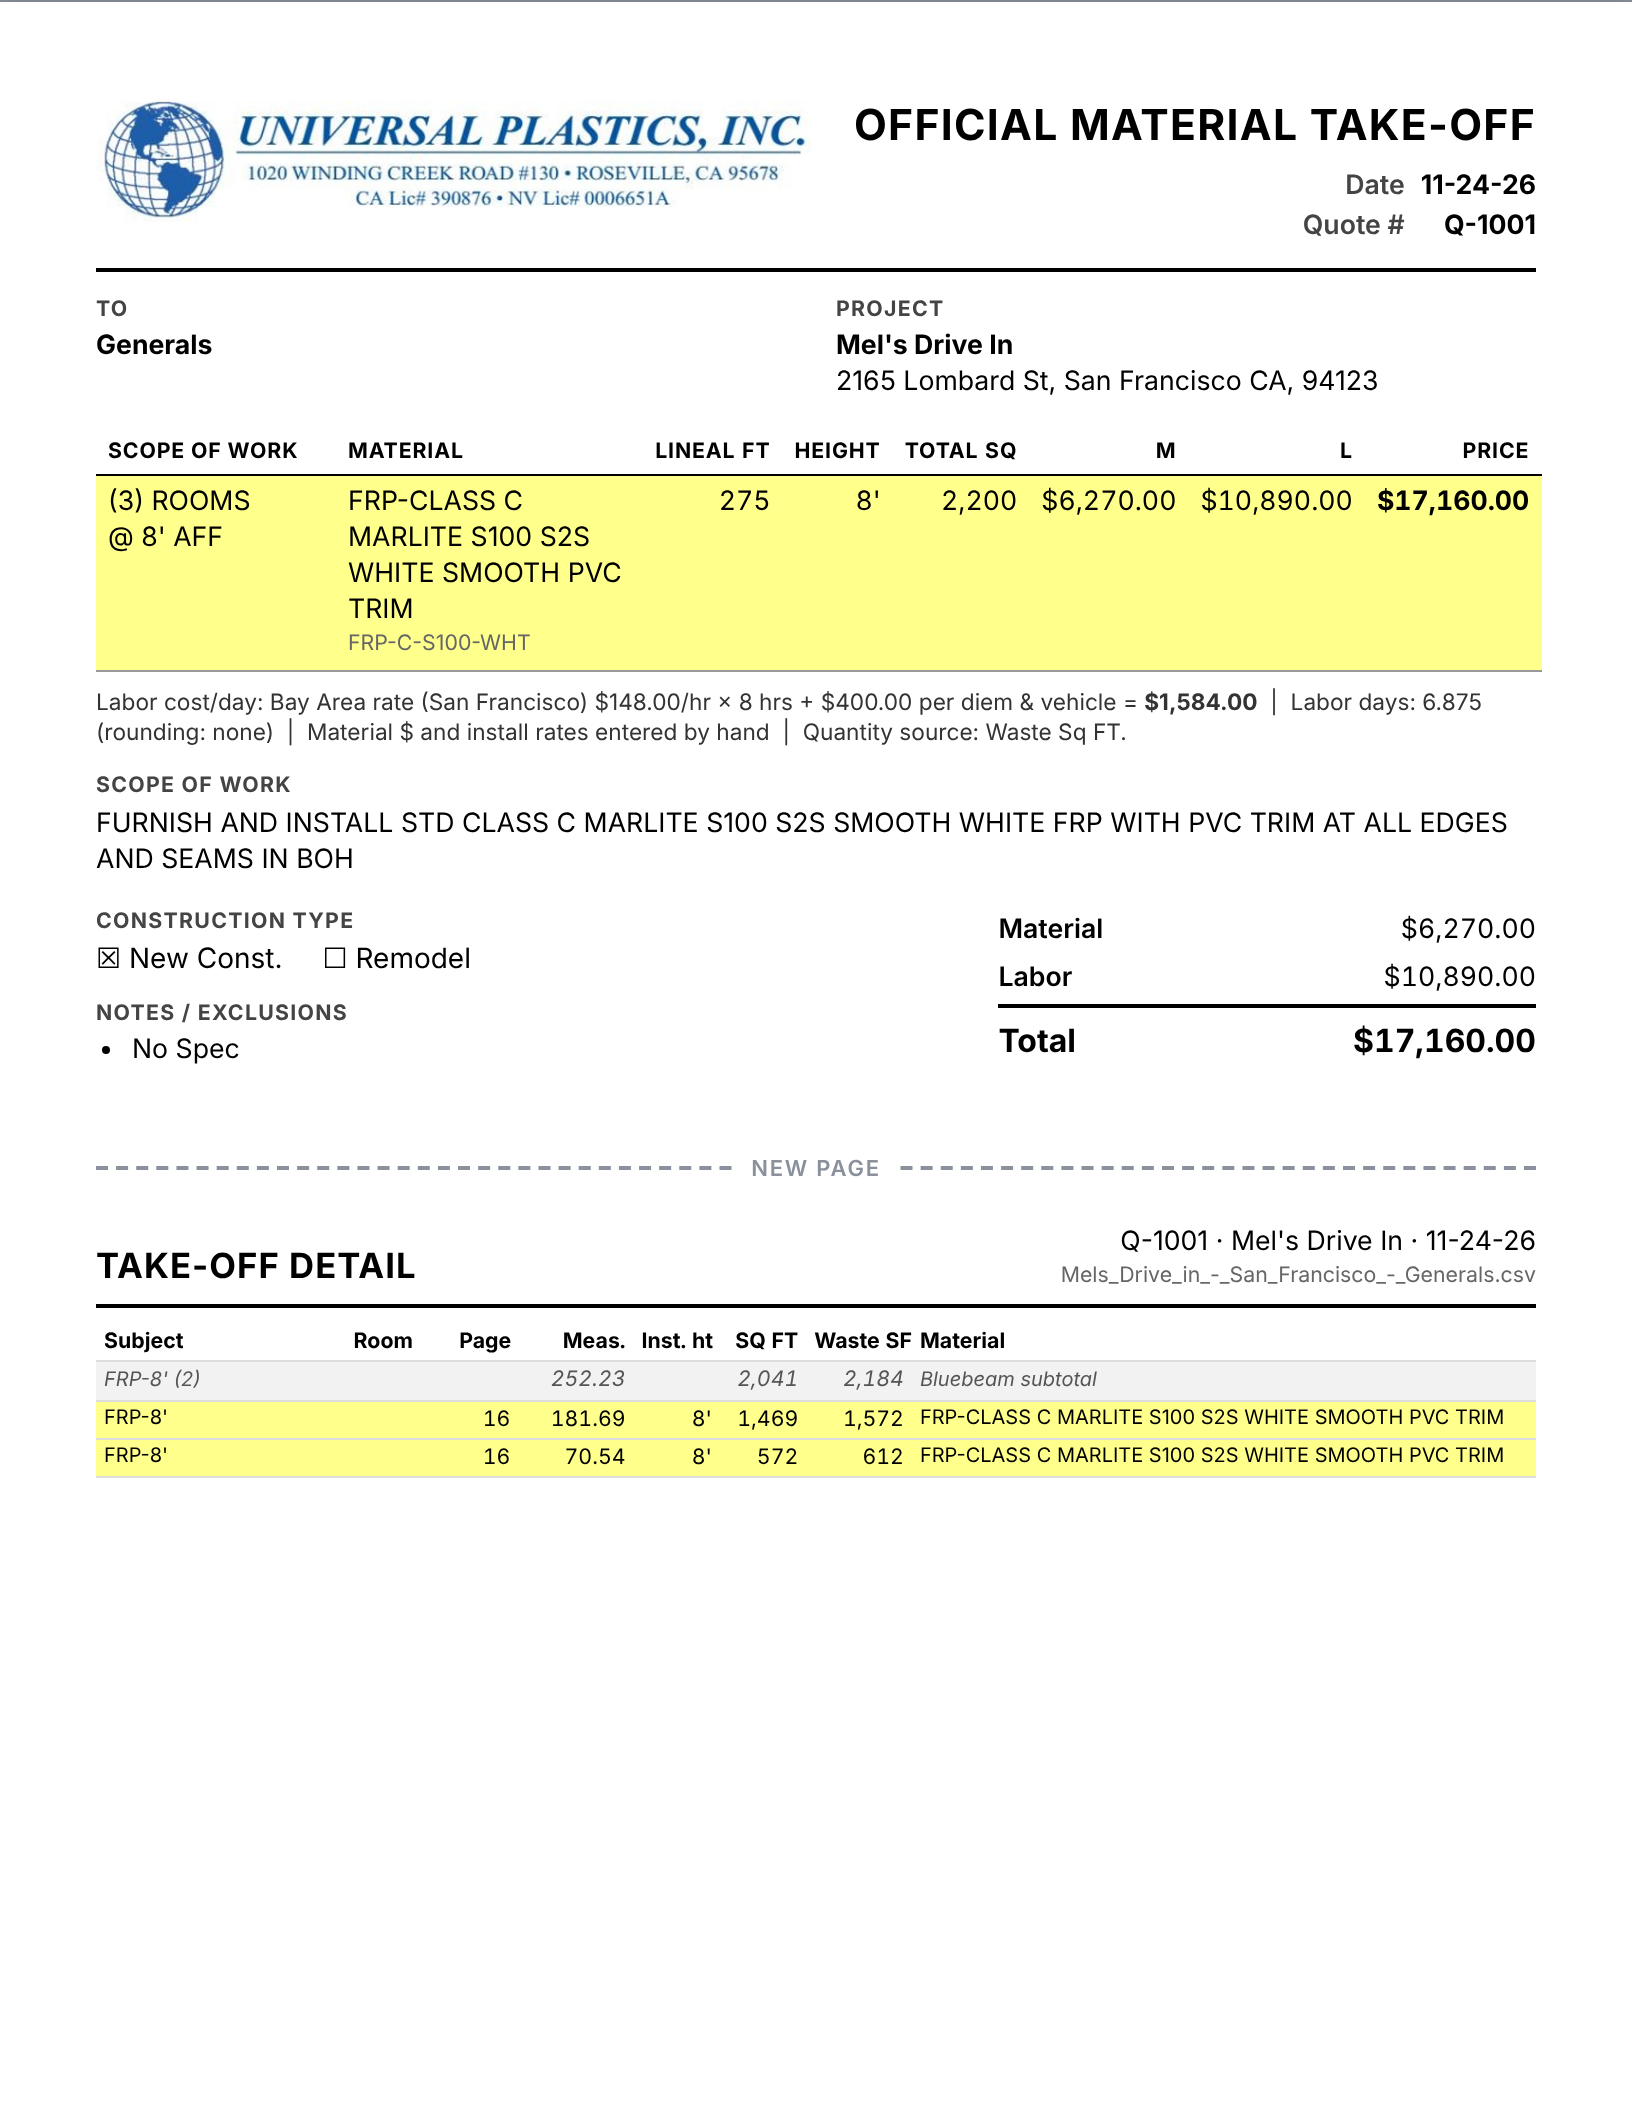 UNIVERSAL PLASTICS, INC.
1020 WINDING CREEK ROAD #130 • ROSEVILLE, CA 95678
CA Lic# 390876 • NV Lic# 0006651A
OFFICIAL MATERIAL TAKE-OFF
Date 11-24-26
Quote # Q-1001
TO
Generals
PROJECT
Mel's Drive In
2165 Lombard St, San Francisco CA, 94123
SCOPE OF WORK MATERIAL LINEAL FT HEIGHT TOTAL SQ M L PRICE
(3) ROOMS FRP-CLASS C 275 8' 2,200 $6,270.00 $10,890.00 $17,160.00
@ 8' AFF MARLITE S100 S2S
WHITE SMOOTH PVC
TRIM
FRP-C-S100-WHT
Labor cost/day: Bay Area rate (San Francisco) $148.00/hr × 8 hrs + $400.00 per diem & vehicle = $1,584.00 | Labor days: 6.875
(rounding: none) | Material $ and install rates entered by hand | Quantity source: Waste Sq FT.
SCOPE OF WORK
FURNISH AND INSTALL STD CLASS C MARLITE S100 S2S SMOOTH WHITE FRP WITH PVC TRIM AT ALL EDGES
AND SEAMS IN BOH
CONSTRUCTION TYPE
☒ New Const. ☐ Remodel
NOTES / EXCLUSIONS
• No Spec
Material $6,270.00
Labor $10,890.00
Total $17,160.00
NEW PAGE
TAKE-OFF DETAIL
Q-1001 · Mel's Drive In · 11-24-26
Mels_Drive_in_-_San_Francisco_-_Generals.csv
Subject Room Page Meas. Inst. ht SQ FT Waste SF Material
FRP-8' (2) 252.23 2,041 2,184 Bluebeam subtotal
FRP-8' 16 181.69 8' 1,469 1,572 FRP-CLASS C MARLITE S100 S2S WHITE SMOOTH PVC TRIM
FRP-8' 16 70.54 8' 572 612 FRP-CLASS C MARLITE S100 S2S WHITE SMOOTH PVC TRIM